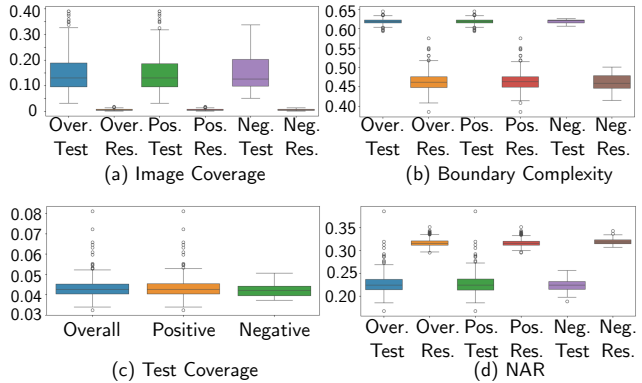 0.40
0.30
0.20
0.10
0
Over. Over. Pos. Pos. Neg. Neg.
Test Res. Test Res. Test Res.
(a) Image Coverage
0.65
0.60
0.55
0.50
0.45
0.40
Over. Over. Pos. Pos. Neg. Neg.
Test Res. Test Res. Test Res.
(b) Boundary Complexity
0.08
0.07
0.06
0.05
0.04
0.03
Overall Positive Negative
(c) Test Coverage
0.35
0.30
0.25
0.20
Over. Over. Pos. Pos. Neg. Neg.
Test Res. Test Res. Test Res.
(d) NAR